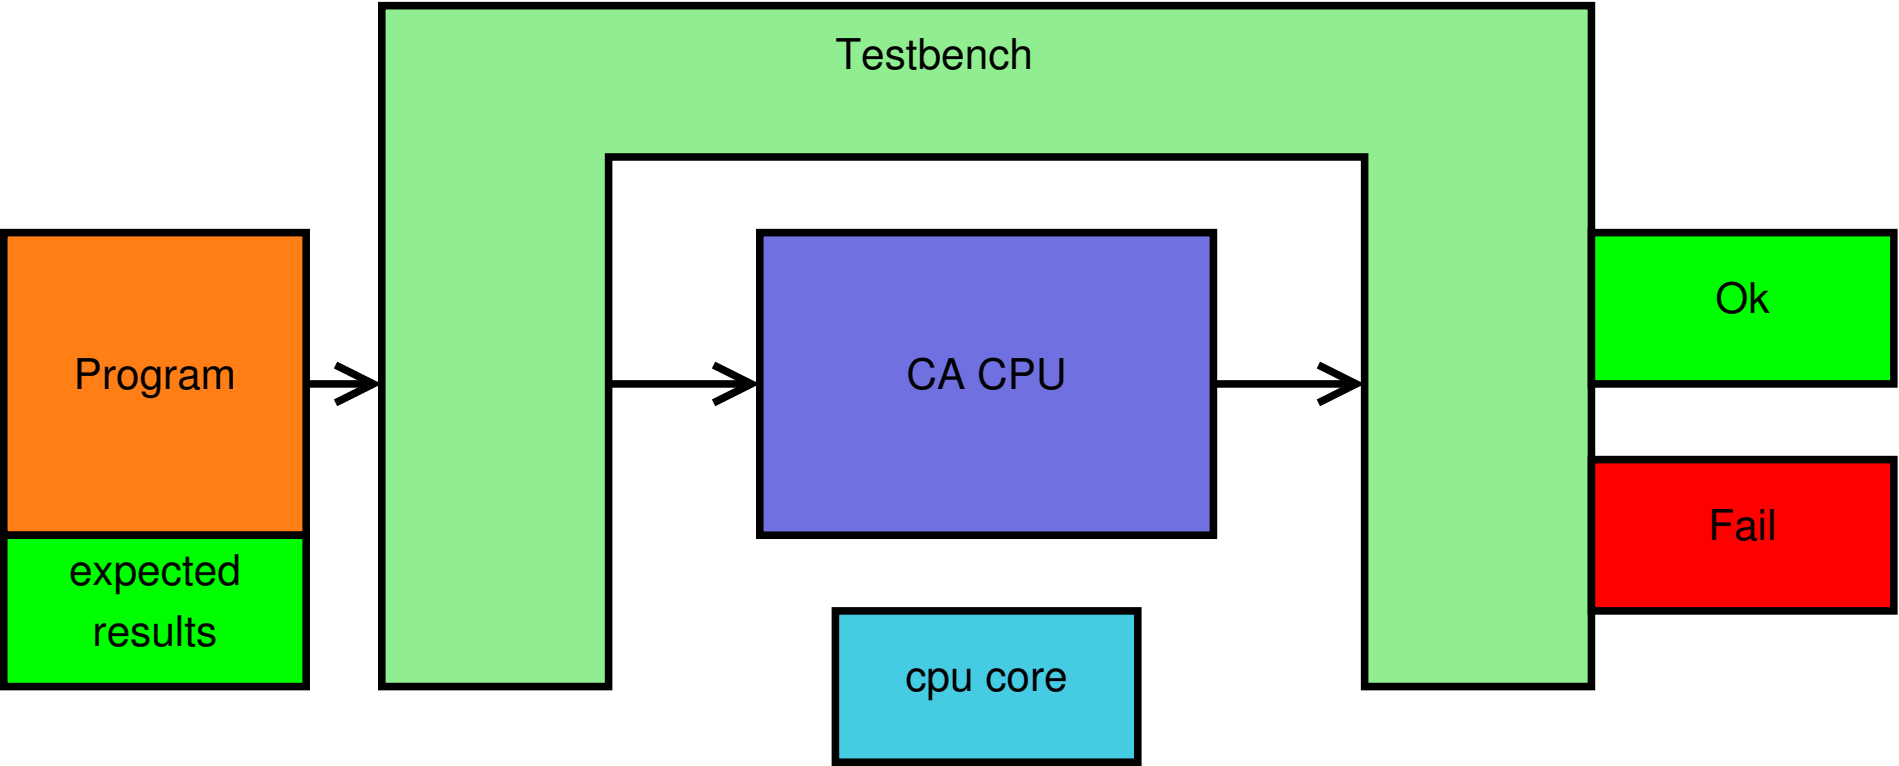 Testbench
Program
expected
results
CA CPU
cpu core
Ok
Fail